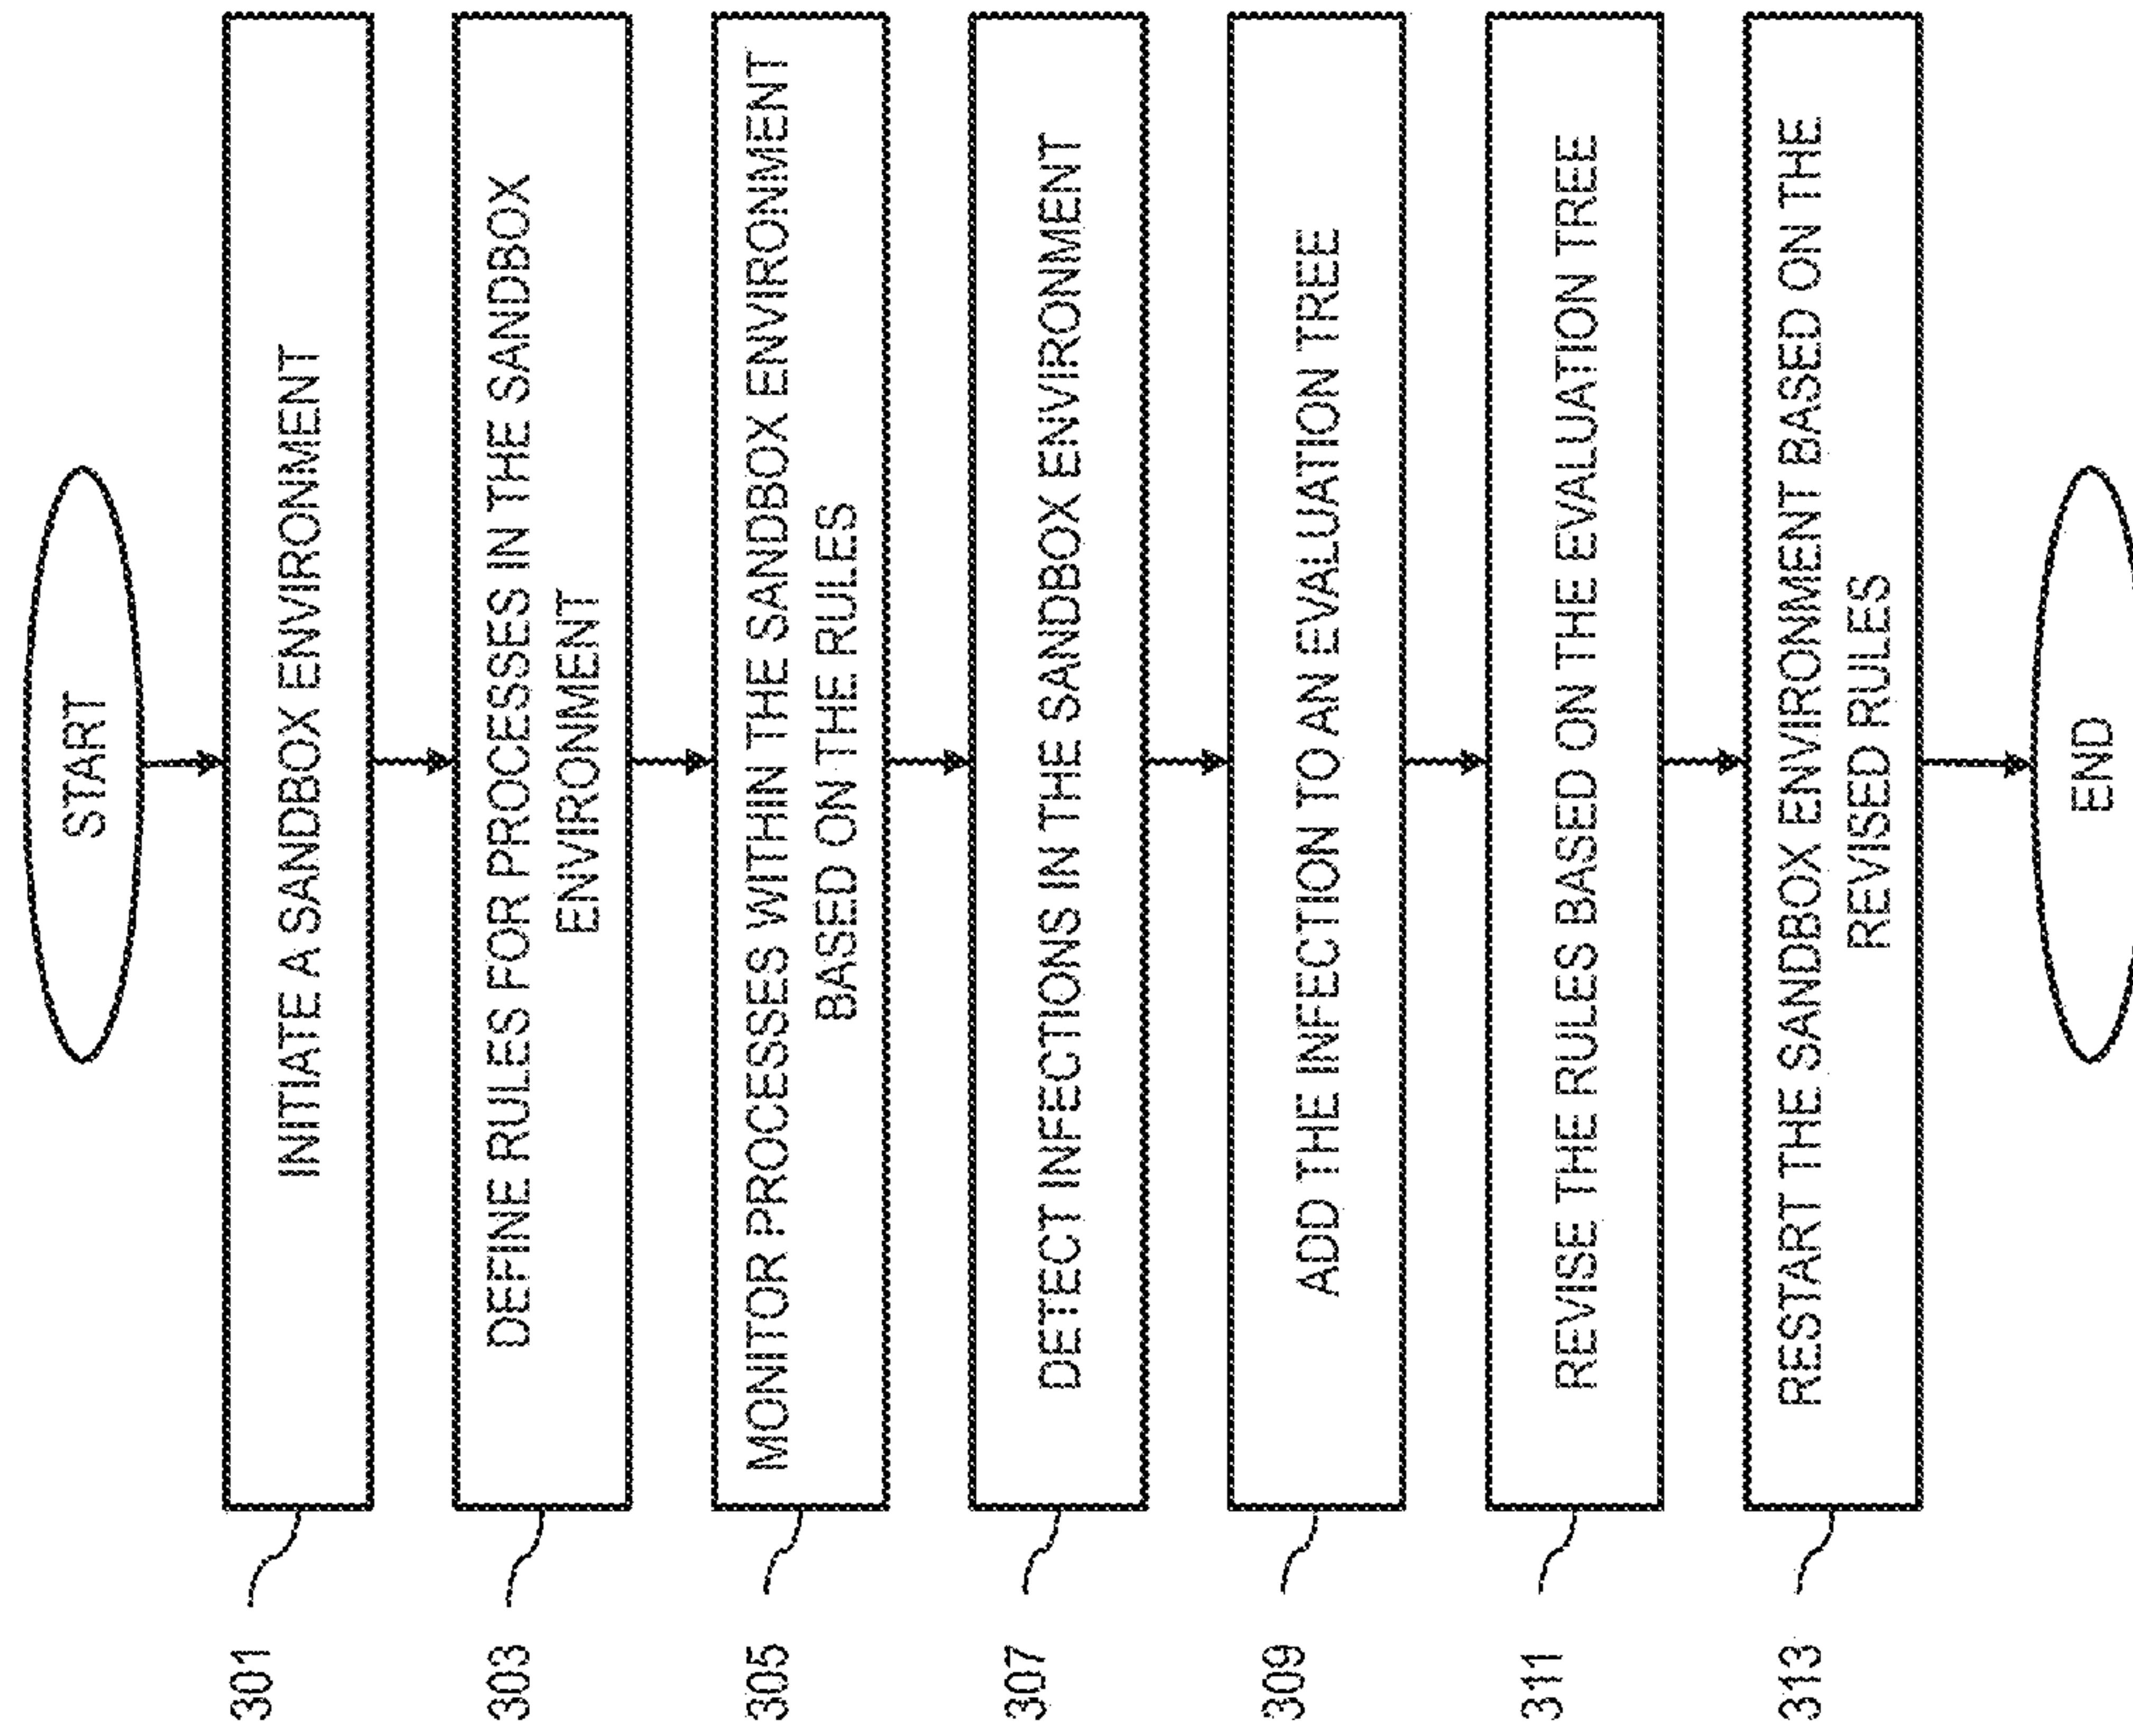 START
301
INITIATE A SANDBOX ENVIRONMENT
303
DEFINE RULES FOR PROCESSES IN THE SANDBOX
ENVIRONMENT
305
MONITOR PROCESSES WITHIN THE SANDBOX ENVIRONMENT
BASED ON THE RULES
307
DETECT INFECTIONS IN THE SANDBOX ENVIRONMENT
309
ADD THE INFECTION TO AN EVALUATION TREE
311
REVISE THE RULES BASED ON THE EVALUATION TREE
313
RESTART THE SANDBOX ENVIRONMENT BASED ON THE
REVISED RULES
END